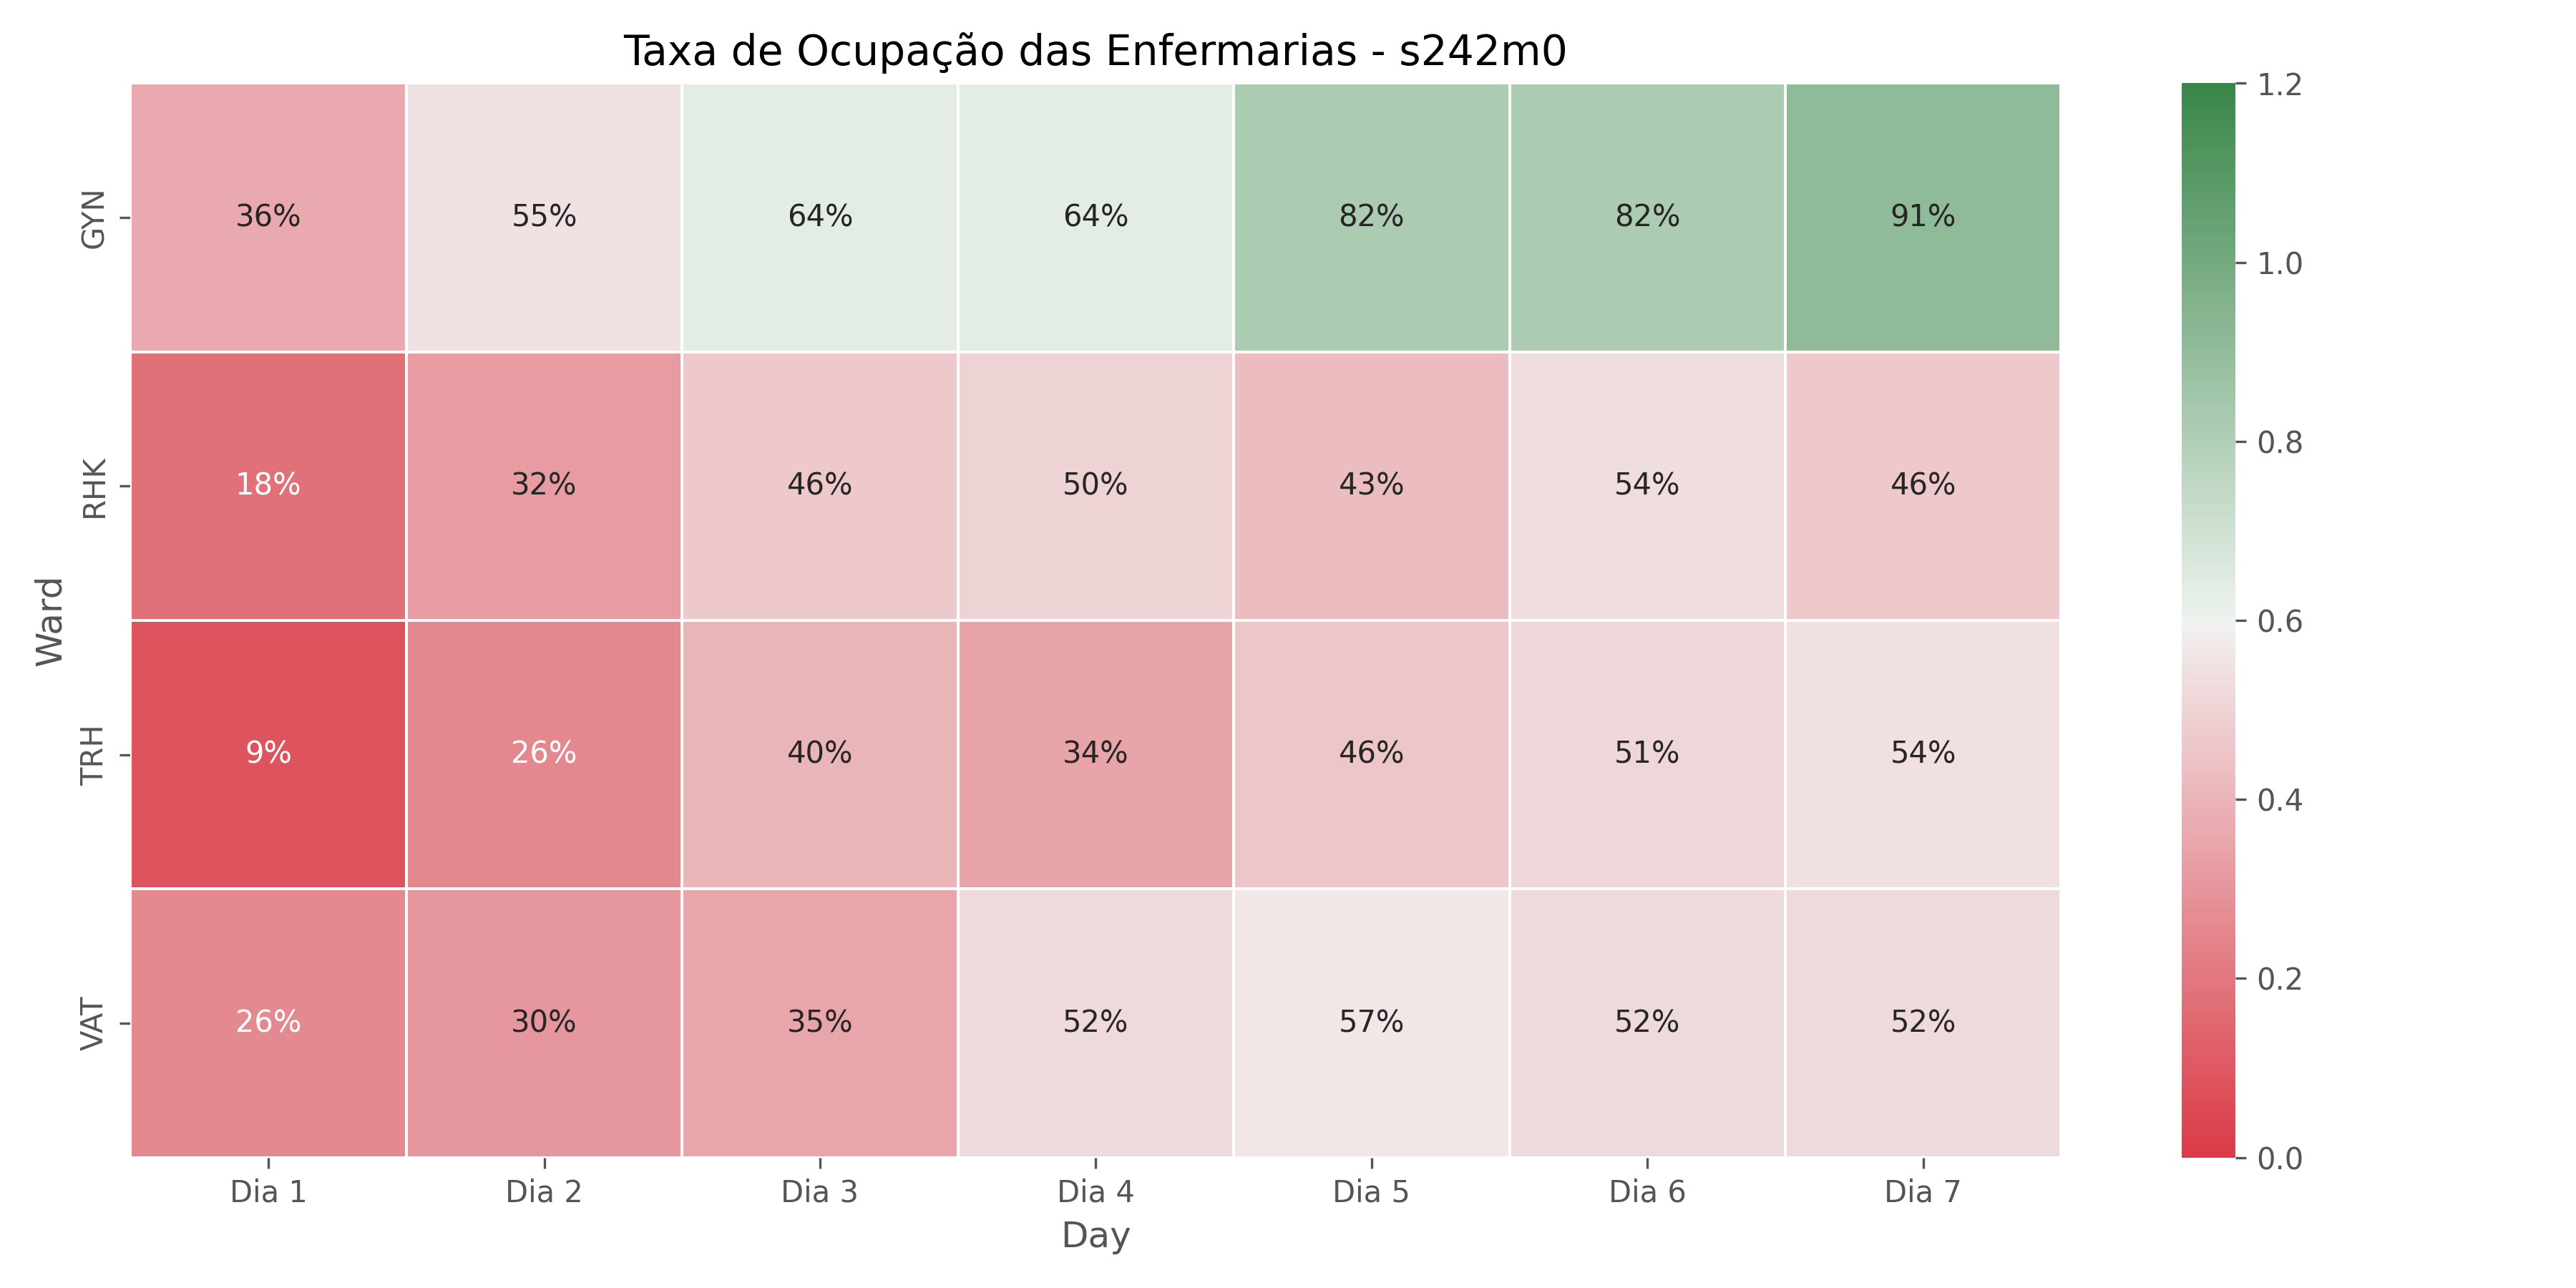 Taxa de Ocupação das Enfermarias - s242m0
GYN 36% 55% 64% 64% 82% 82% 91%
RHK 18% 32% 46% 50% 43% 54% 46%
TRH 9% 26% 40% 34% 46% 51% 54%
VAT 26% 30% 35% 52% 57% 52% 52%
Dia 1 Dia 2 Dia 3 Dia 4 Dia 5 Dia 6 Dia 7
Day
Ward
1.2
1.0
0.8
0.6
0.4
0.2
0.0